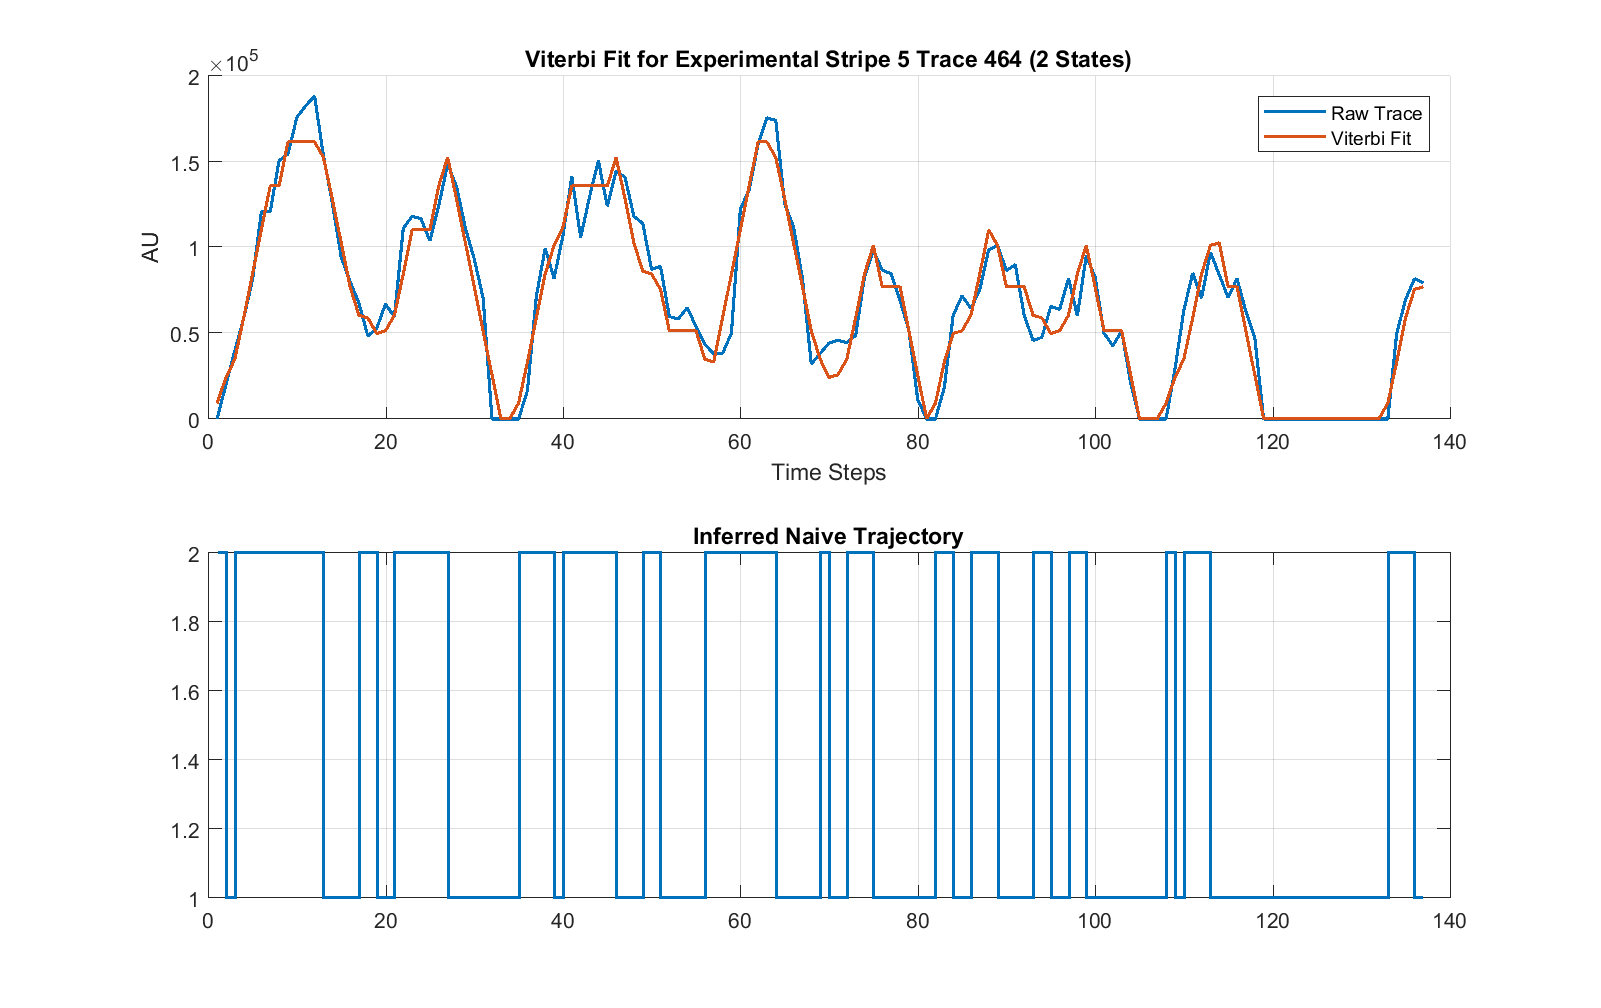 Viterbi Fit for Experimental Stripe 5 Trace 464 (2 States)
×10⁵
2
1.5
1
0.5
0
AU
0 20 40 60 80 100 120 140
Time Steps
Raw Trace
Viterbi Fit
Inferred Naive Trajectory
2
1.8
1.6
1.4
1.2
1
0 20 40 60 80 100 120 140